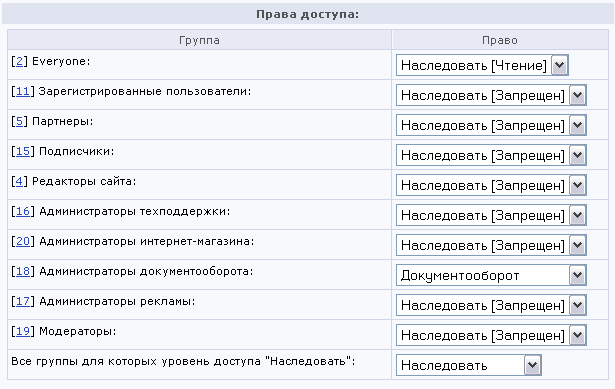 Права доступа:
Группа Право
[2] Everyone: Наследовать [Чтение]
[11] Зарегистрированные пользователи: Наследовать [Запрещен]
[5] Партнеры: Наследовать [Запрещен]
[15] Подписчики: Наследовать [Запрещен]
[4] Редакторы сайта: Наследовать [Запрещен]
[16] Администраторы техподдержки: Наследовать [Запрещен]
[20] Администраторы интернет-магазина: Наследовать [Запрещен]
[18] Администраторы документооборота: Документооборот
[17] Администраторы рекламы: Наследовать [Запрещен]
[19] Модераторы: Наследовать [Запрещен]
Все группы для которых уровень доступа "Наследовать": Наследовать